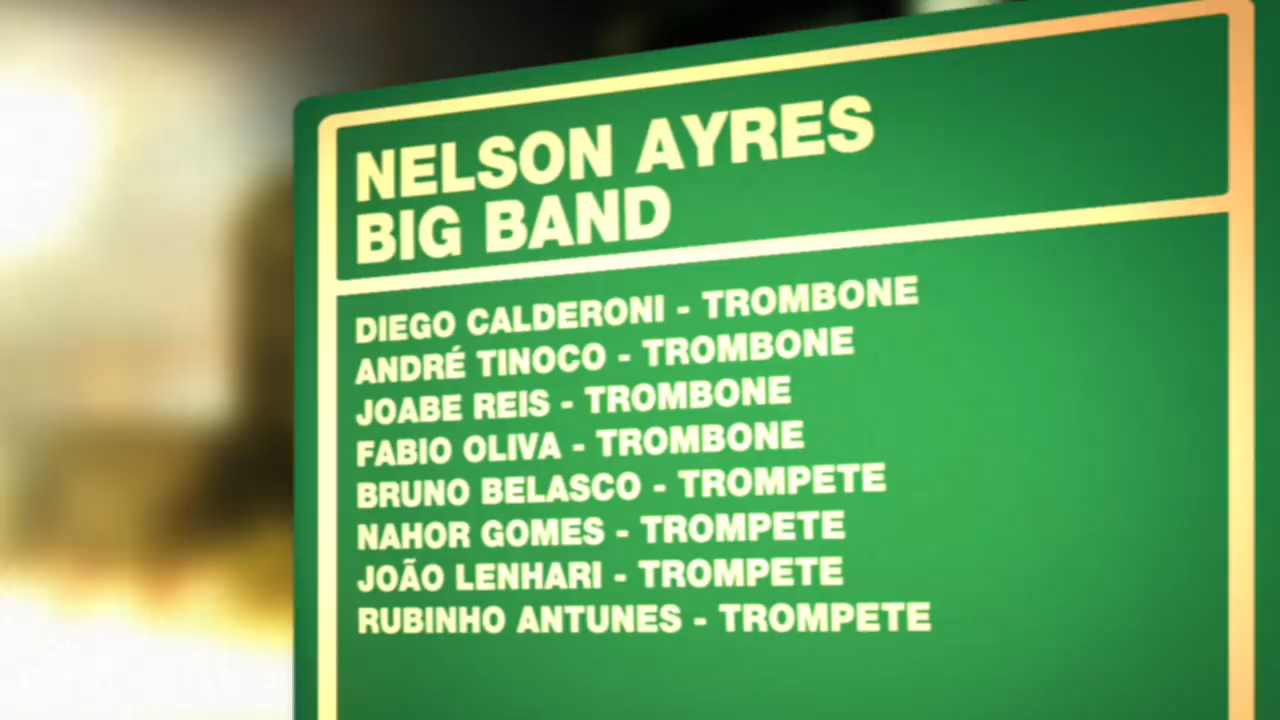 NELSON AYRES
BIG BAND
DIEGO CALDERONI - TROMBONE
ANDRÉ TINOCO - TROMBONE
JOABE REIS - TROMBONE
FABIO OLIVA - TROMBONE
BRUNO BELASCO - TROMPETE
NAHOR GOMES - TROMPETE
JOÃO LENHARI - TROMPETE
RUBINHO ANTUNES - TROMPETE